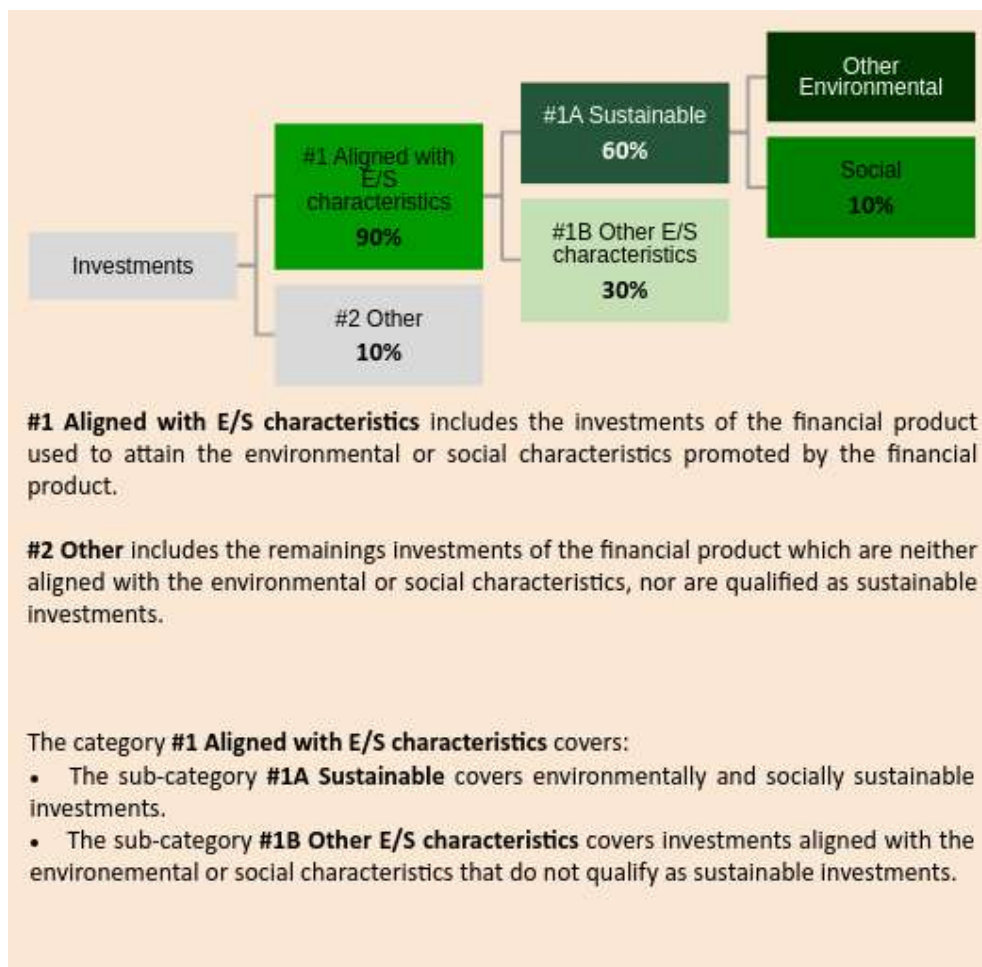 Investments
#1 Aligned with
E/S
characteristics
90%
#2 Other
10%
#1A Sustainable
60%
#1B Other E/S
characteristics
30%
Other
Environmental
Social
10%
#1 Aligned with E/S characteristics includes the investments of the financial product
used to attain the environmental or social characteristics promoted by the financial
product.
#2 Other includes the remainings investments of the financial product which are neither
aligned with the environmental or social characteristics, nor are qualified as sustainable
investments.
The category #1 Aligned with E/S characteristics covers:
• The sub-category #1A Sustainable covers environmentally and socially sustainable
investments.
• The sub-category #1B Other E/S characteristics covers investments aligned with the
environemental or social characteristics that do not qualify as sustainable investments.